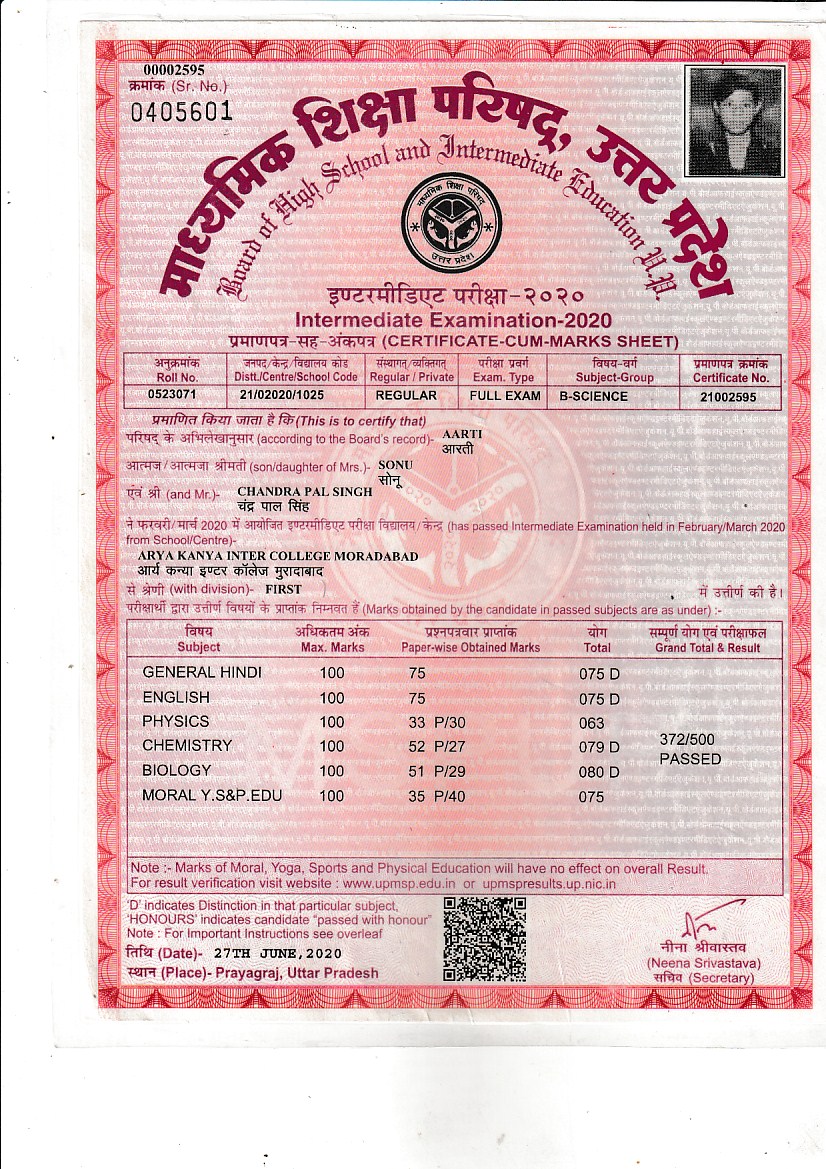 00002595
क्रमांक (Sr. No.)
0405601
माध्यमिक शिक्षा परिषद्, उत्तर प्रदेश
Board of High School and Intermediate Education U.P.
माध्यमिक शिक्षा परिषद्
उत्तर प्रदेश
इण्टरमीडिएट परीक्षा-२०२०
Intermediate Examination-2020
प्रमाणपत्र-सह-अंकपत्र (CERTIFICATE-CUM-MARKS SHEET)
अनुक्रमांक जनपद/केन्द्र/विद्यालय कोड संस्थागत/व्यक्तिगत परीक्षा प्रवर्ग विषय-वर्ग प्रमाणपत्र क्रमांक
Roll No. Distt./Centre/School Code Regular / Private Exam. Type Subject-Group Certificate No.
0523071 21/02020/1025 REGULAR FULL EXAM B-SCIENCE 21002595
प्रमाणित किया जाता है कि (This is to certify that)
परिषद् के अभिलेखानुसार (according to the Board's record)- AARTI
आरती
आत्मज/आत्मजा श्रीमती (son/daughter of Mrs.)- SONU
सोनू
एवं श्री (and Mr.)- CHANDRA PAL SINGH
चंद्र पाल सिंह
ने फरवरी/मार्च 2020 में आयोजित इण्टरमीडिएट परीक्षा विद्यालय/केन्द्र (has passed Intermediate Examination held in February/March 2020
from School/Centre)-
ARYA KANYA INTER COLLEGE MORADABAD
आर्य कन्या इण्टर कॉलेज मुरादाबाद
से श्रेणी (with division)- FIRST में उत्तीर्ण की है।
परीक्षार्थी द्वारा उत्तीर्ण विषयों के प्राप्तांक निम्नवत हैं (Marks obtained by the candidate in passed subjects are as under) :-
विषय अधिकतम अंक प्रश्नपत्रवार प्राप्तांक योग सम्पूर्ण योग एवं परीक्षाफल
Subject Max. Marks Paper-wise Obtained Marks Total Grand Total & Result
GENERAL HINDI 100 75 075 D
ENGLISH 100 75 075 D
PHYSICS 100 33 P/30 063
CHEMISTRY 100 52 P/27 079 D 372/500
PASSED
BIOLOGY 100 51 P/29 080 D
MORAL Y.S&P.EDU 100 35 P/40 075
Note :- Marks of Moral, Yoga, Sports and Physical Education will have no effect on overall Result.
For result verification visit website : www.upmsp.edu.in or upmspresults.up.nic.in
'D' indicates Distinction in that particular subject,
'HONOURS' indicates candidate "passed with honour"
Note : For Important Instructions see overleaf
तिथि (Date)- 27TH JUNE,2020
स्थान (Place)- Prayagraj, Uttar Pradesh
नीना श्रीवास्तव
(Neena Srivastava)
सचिव (Secretary)